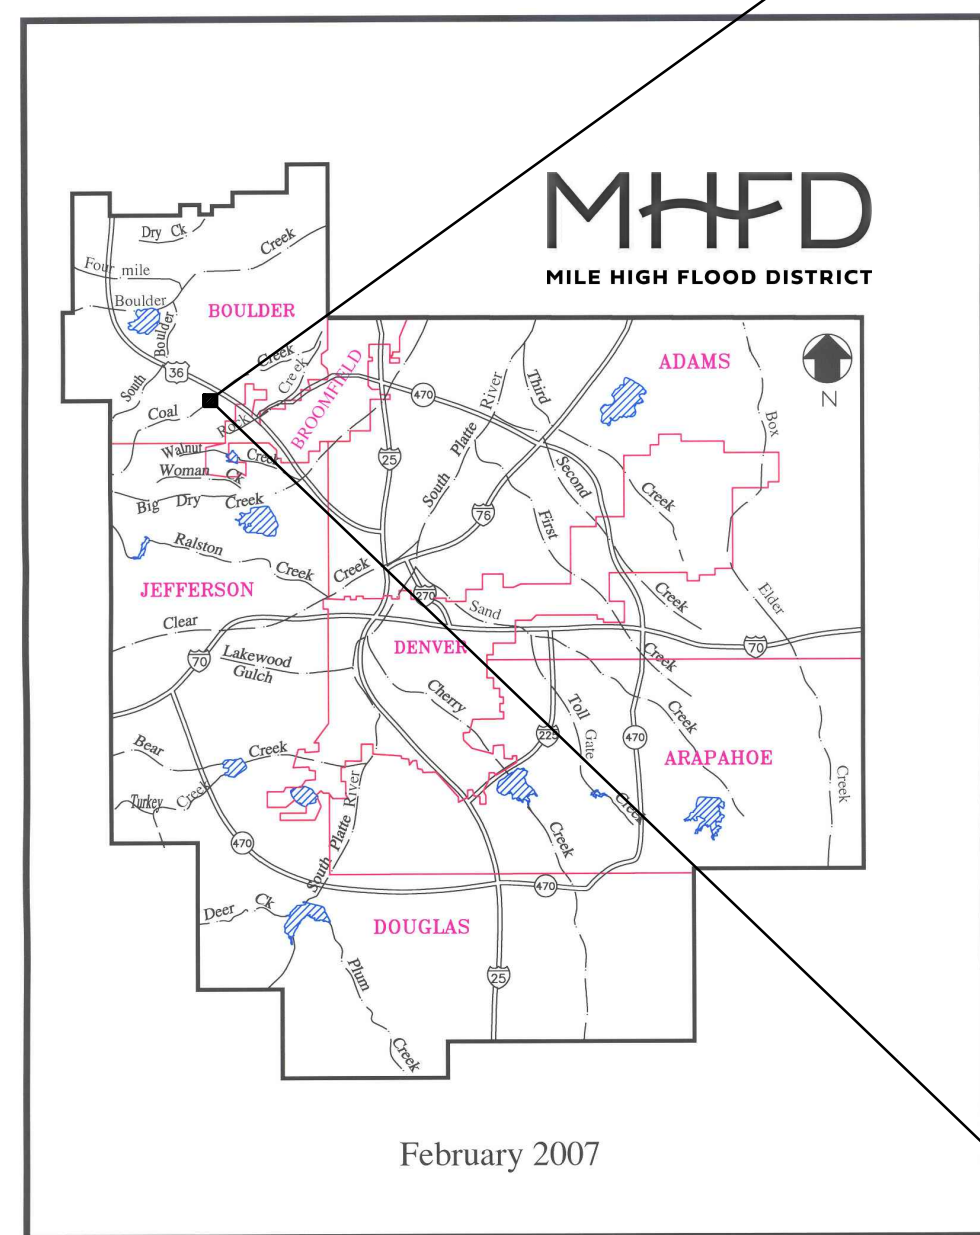 MHFD
MILE HIGH FLOOD DISTRICT
Dry Ck
Creek
Four mile
Boulder
BOULDER
South Boulder
Creek
36
Coal
Creek
Rock
BROOMFIELD
470
ADAMS
N
River
Third
Box
Walnut
Creek
Woman
Ck
25
Platte
South
Second
Creek
Big Dry Creek
76
First
Ralston
Creek
Creek
JEFFERSON
270
Sand
Creek
Elder
Clear
DENVER
70
Lakewood
Gulch
70
Creek
Cherry
Toll
Gate
Creek
Creek
225
470
ARAPAHOE
Bear
Creek
Turkey
Creek
River
Platte
South
Creek
Creek
470
470
Deer Ck
DOUGLAS
Plum
Creek
25
February 2007